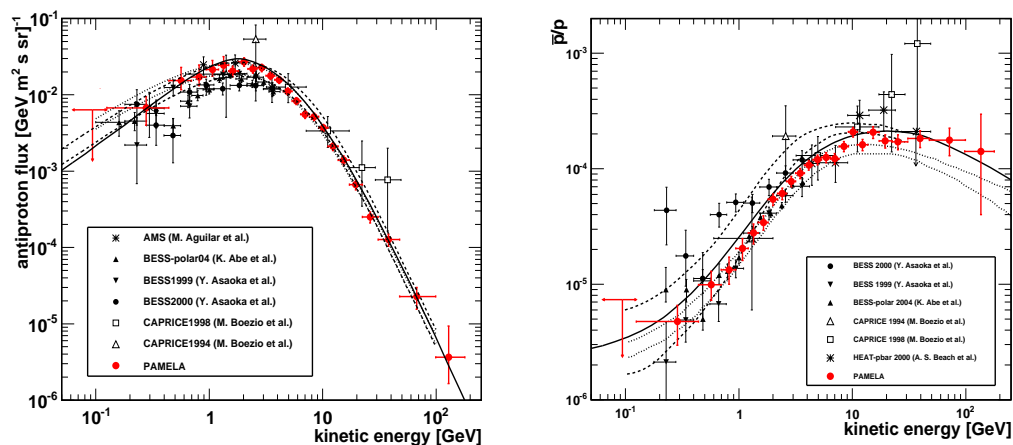 antiproton flux [GeV m² s sr]⁻¹
10⁻¹
10⁻²
10⁻³
10⁻⁴
10⁻⁵
10⁻⁶
AMS (M. Aguilar et al.)
BESS-polar04 (K. Abe et al.)
BESS1999 (Y. Asaoka et al.)
BESS2000 (Y. Asaoka et al.)
CAPRICE1998 (M. Boezio et al.)
CAPRICE1994 (M. Boezio et al.)
PAMELA
10⁻¹ 1 10 10²
kinetic energy [GeV]
p̅/p
10⁻³
10⁻⁴
10⁻⁵
10⁻⁶
BESS 2000 (Y. Asaoka et al.)
BESS 1999 (Y. Asaoka et al.)
BESS-polar 2004 (K. Abe et al.)
CAPRICE 1994 (M. Boezio et al.)
CAPRICE 1998 (M. Boezio et al.)
HEAT-pbar 2000 (A. S. Beach et al.)
PAMELA
10⁻¹ 1 10 10²
kinetic energy [GeV]